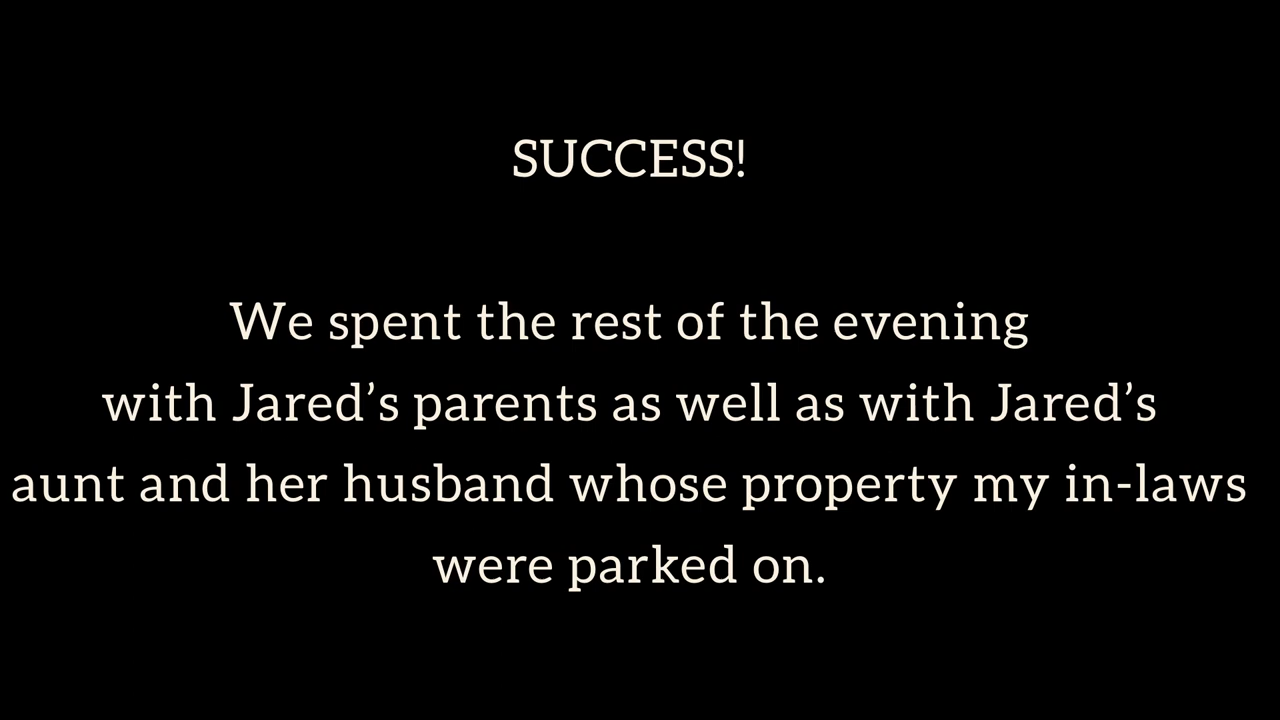 SUCCESS!
We spent the rest of the evening
with Jared’s parents as well as with Jared’s
aunt and her husband whose property my in-laws
were parked on.